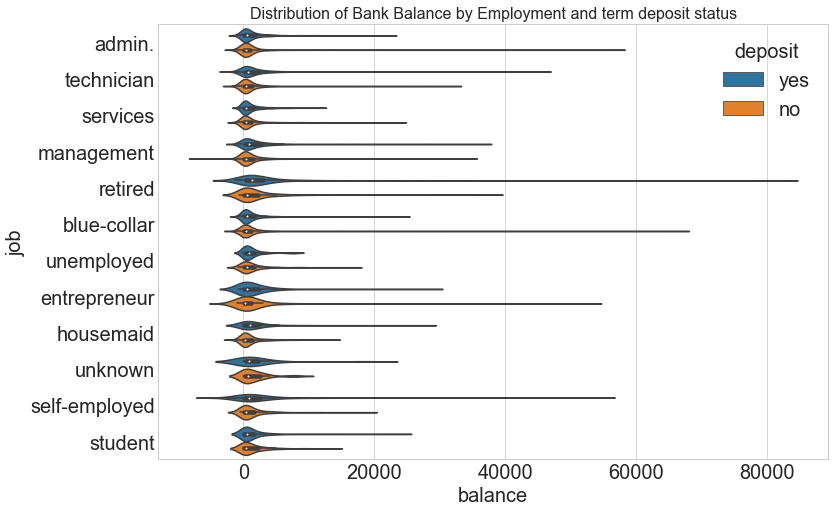 Distribution of Bank Balance by Employment and term deposit status
deposit
yes
no
admin.
technician
services
management
retired
blue-collar
unemployed
entrepreneur
housemaid
unknown
self-employed
student
job
0 20000 40000 60000 80000
balance